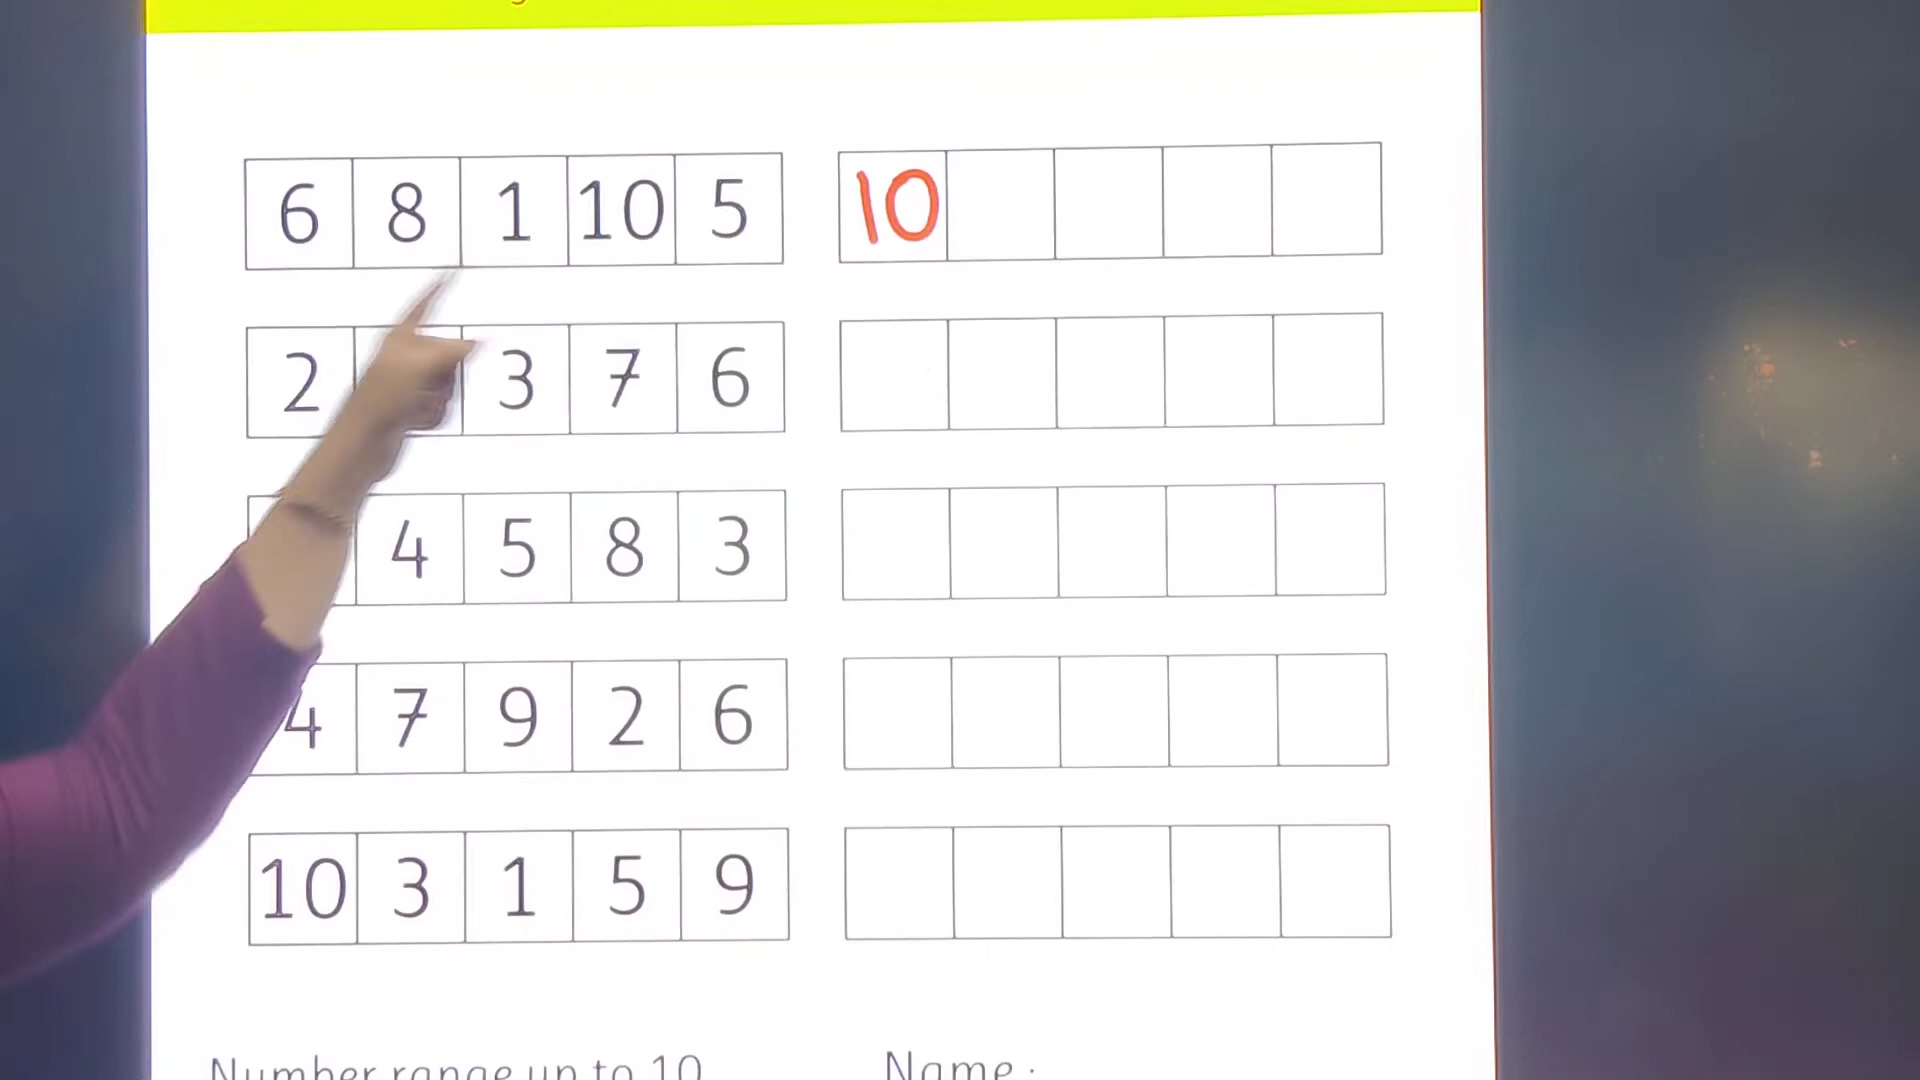 6 8 1 10 5 10
2 3 7 6
4 5 8 3
4 7 9 2 6
10 3 1 5 9
Number range up to 10 Name :